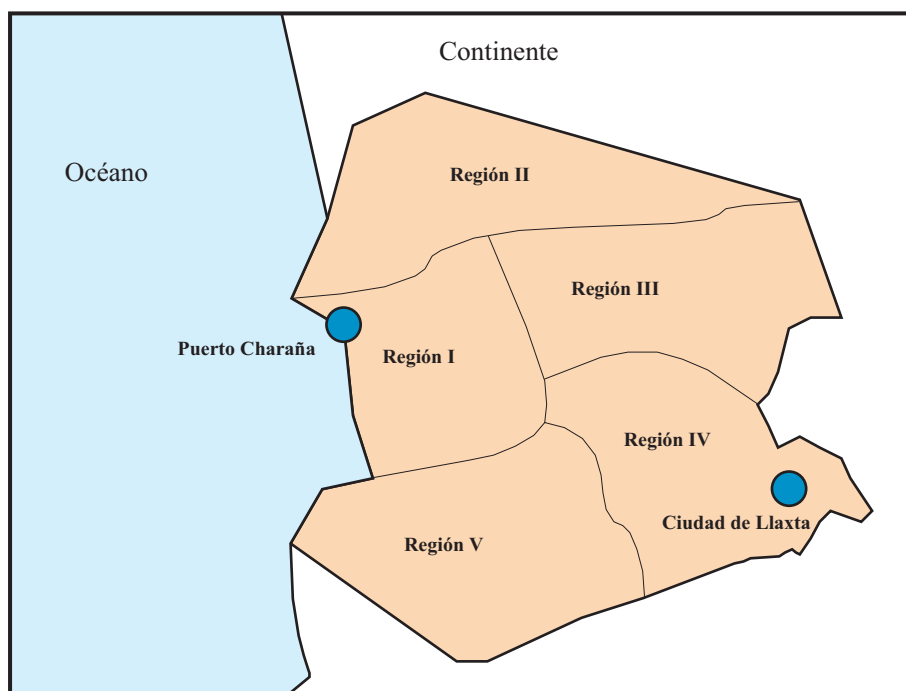 Continente
Océano
Región II
Región III
Puerto Charaña
Región I
Región IV
Ciudad de Llaxta
Región V